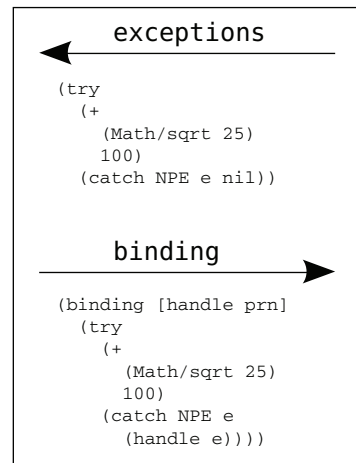 exceptions
(try
  (+
    (Math/sqrt 25)
    100)
  (catch NPE e nil))
binding
(binding [handle prn]
  (try
    (+
      (Math/sqrt 25)
      100)
    (catch NPE e
      (handle e))))